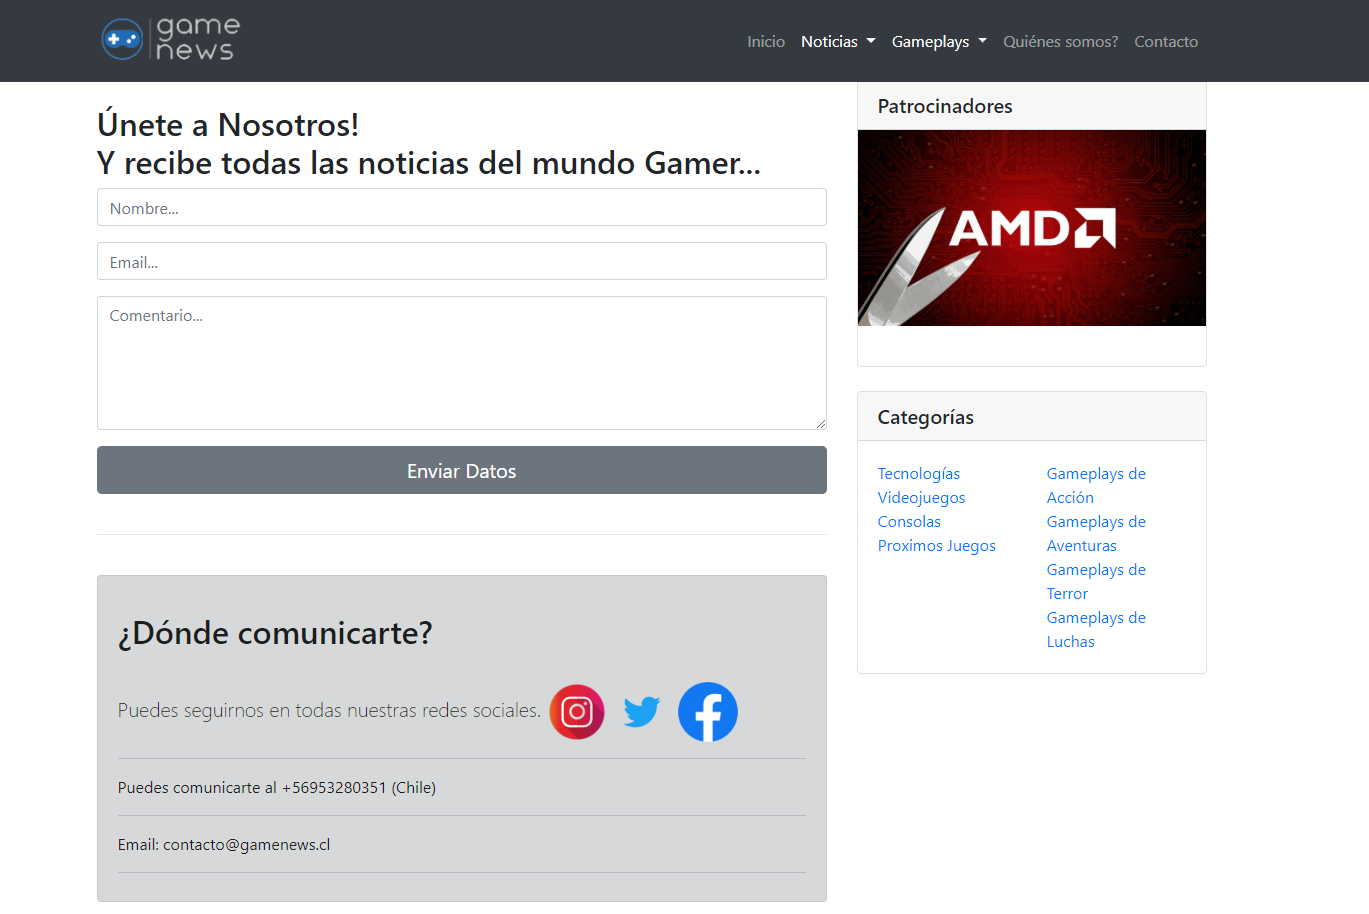 game
news
Inicio Noticias Gameplays Quiénes somos? Contacto
Únete a Nosotros!
Y recibe todas las noticias del mundo Gamer...
Nombre...
Email...
Comentario...
Enviar Datos
¿Dónde comunicarte?
Puedes seguirnos en todas nuestras redes sociales.
Puedes comunicarte al +56953280351 (Chile)
Email: contacto@gamenews.cl
Patrocinadores
AMD
Categorías
Tecnologías
Videojuegos
Consolas
Proximos Juegos
Gameplays de
Acción
Gameplays de
Aventuras
Gameplays de
Terror
Gameplays de
Luchas